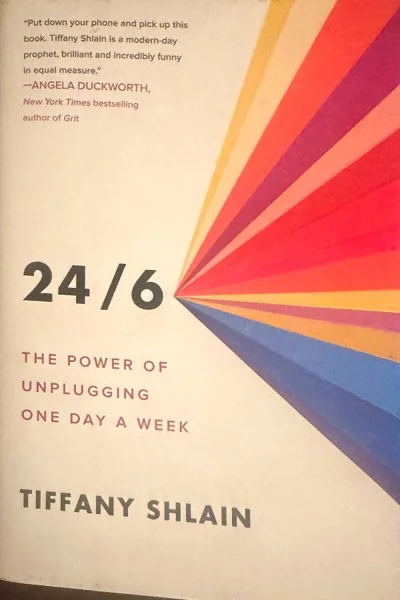 "Put down your phone and pick up this
book. Tiffany Shlain is a modern-day
prophet, brilliant and incredibly funny
in equal measure."
—ANGELA DUCKWORTH,
New York Times bestselling
author of Grit
24/6
THE POWER OF
UNPLUGGING
ONE DAY A WEEK
TIFFANY SHLAIN